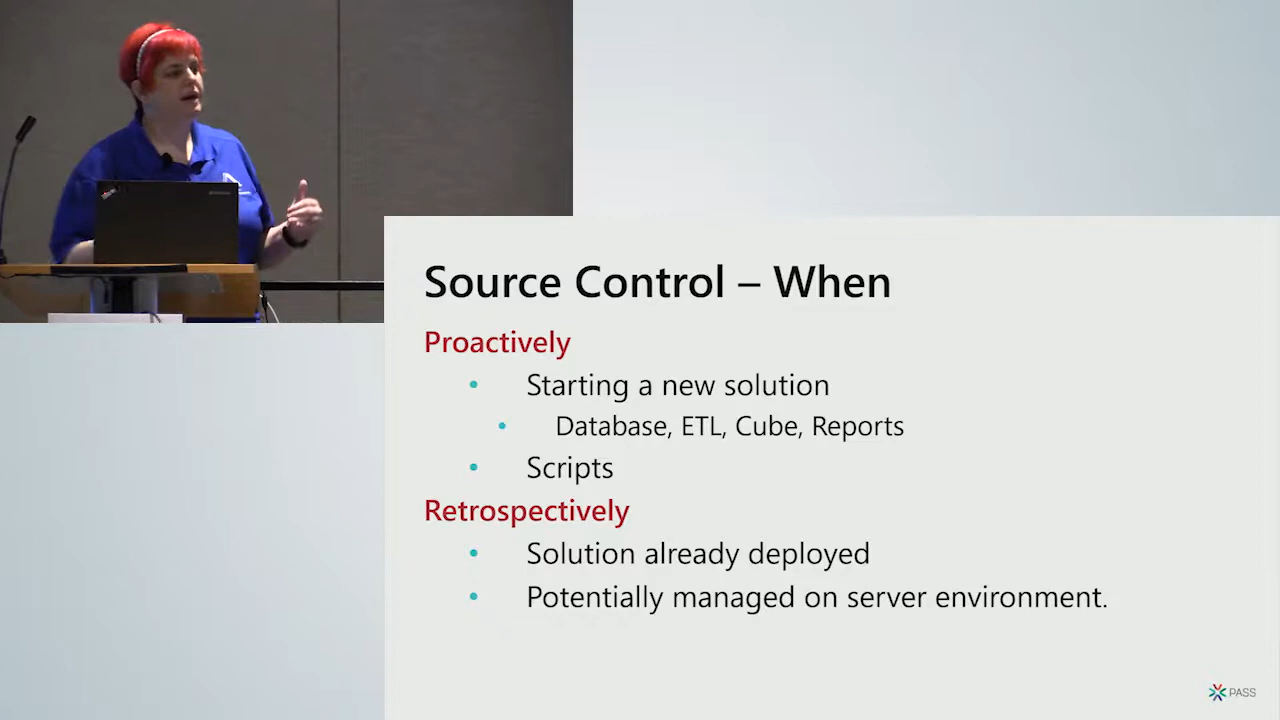 Source Control – When
Proactively
• Starting a new solution
• Database, ETL, Cube, Reports
• Scripts
Retrospectively
• Solution already deployed
• Potentially managed on server environment.
PASS